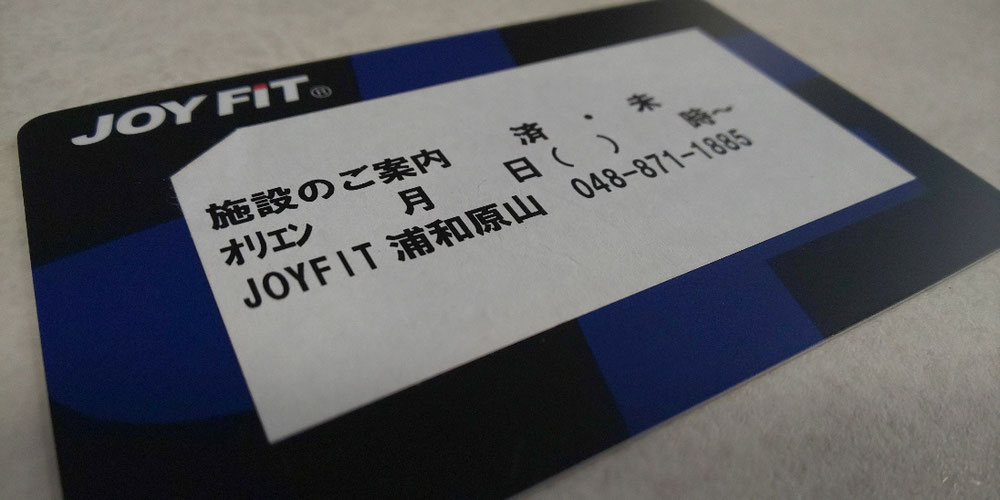 JOY FiT®
施設のご案内 済・未
オリエン 月 日( ) 時~
JOYFIT 浦和原山 048-871-1885